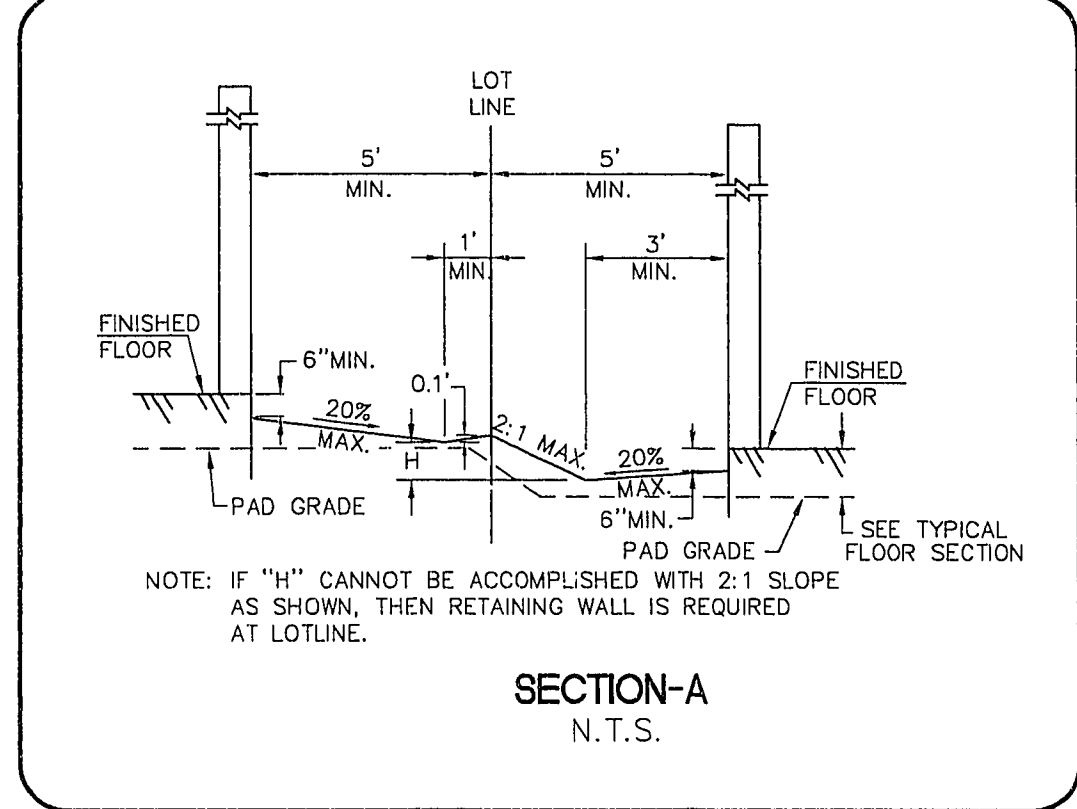 LOT
LINE
5'
MIN.
5'
MIN.
1'
MIN.
3'
MIN.
FINISHED
FLOOR
6"MIN.
0.1'
20%
MAX.
H
2:1 MAX.
20%
MAX.
6"MIN.
FINISHED
FLOOR
PAD GRADE
PAD GRADE
SEE TYPICAL
FLOOR SECTION
NOTE: IF "H" CANNOT BE ACCOMPLISHED WITH 2:1 SLOPE
AS SHOWN, THEN RETAINING WALL IS REQUIRED
AT LOTLINE.
SECTION-A
N.T.S.